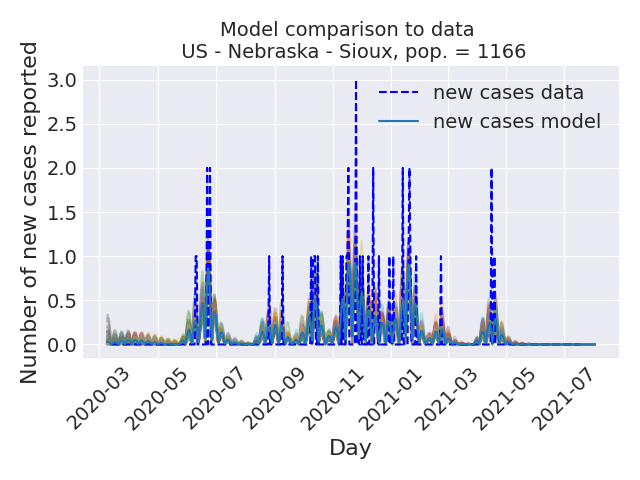 Model comparison to data
US - Nebraska - Sioux, pop. = 1166
Number of new cases reported
3.0
2.5
2.0
1.5
1.0
0.5
0.0
new cases data
new cases model
2020-03
2020-05
2020-07
2020-09
2020-11
2021-01
2021-03
2021-05
2021-07
Day